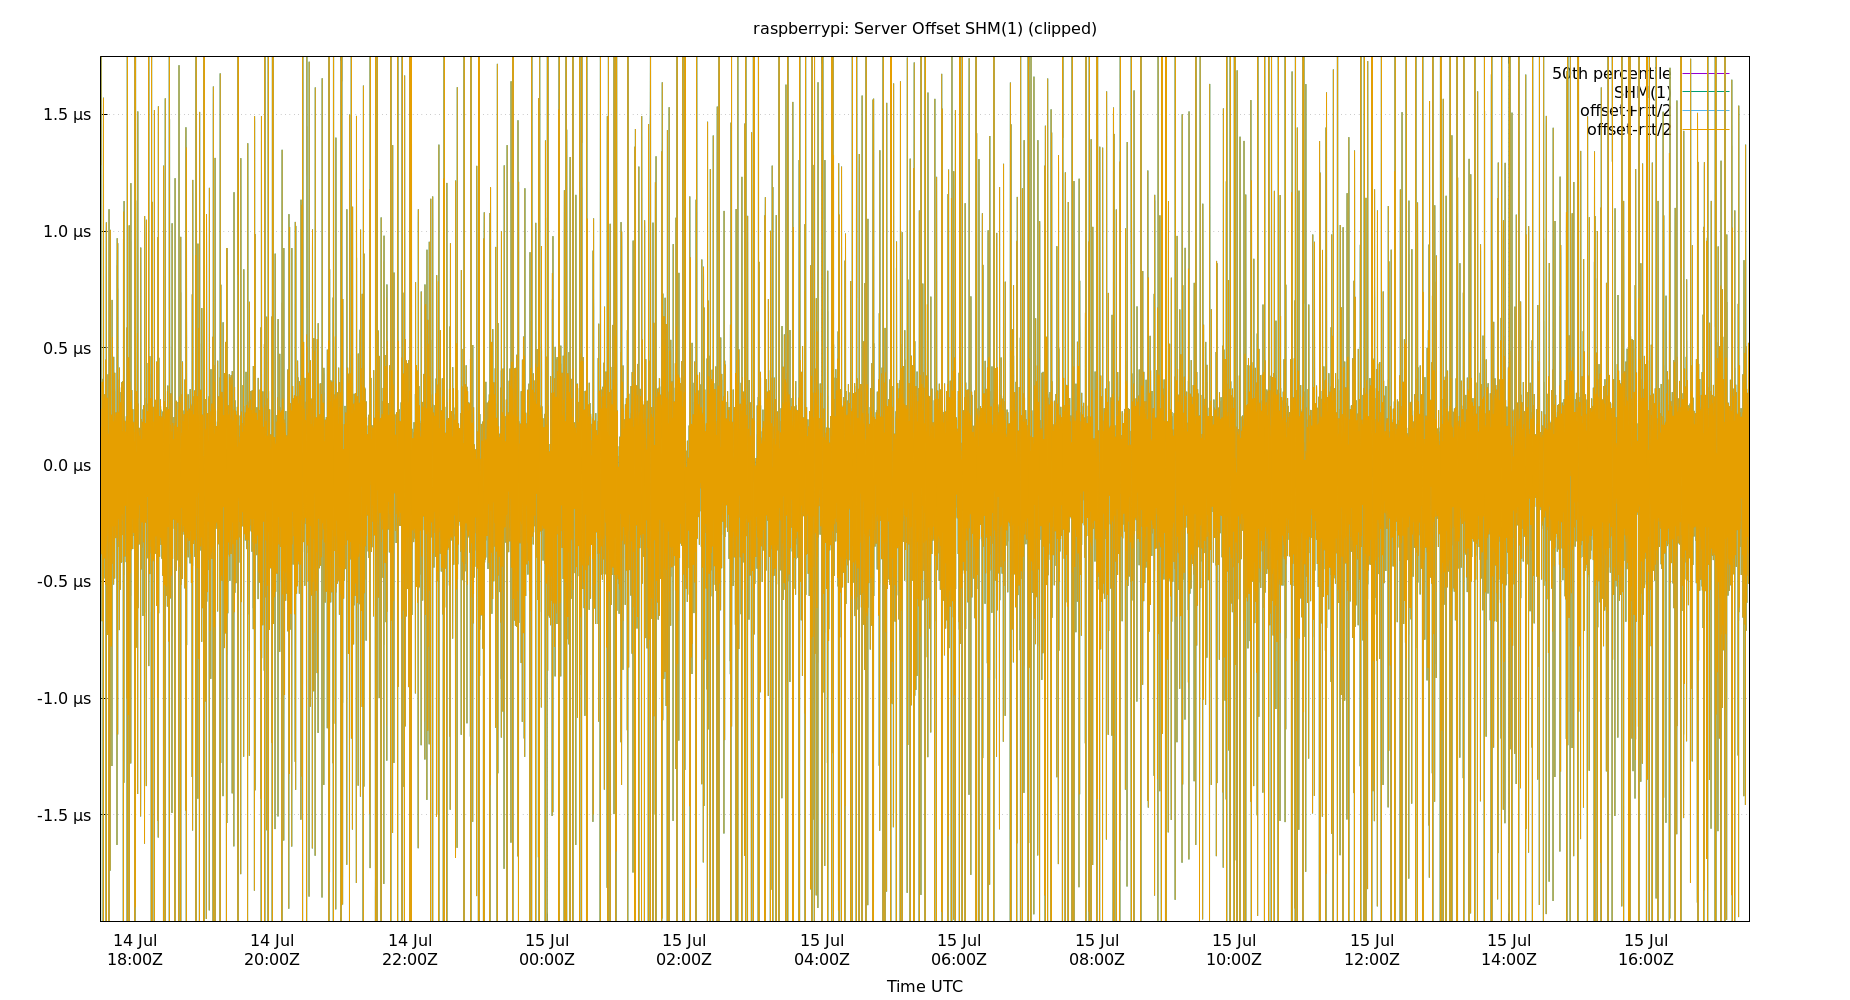 raspberrypi: Server Offset SHM(1) (clipped)
50th percentile
SHM(1)
offset+rtt/2
offset-rtt/2
1.5 µs
1.0 µs
0.5 µs
0.0 µs
-0.5 µs
-1.0 µs
-1.5 µs
14 Jul 14 Jul 14 Jul 15 Jul 15 Jul 15 Jul 15 Jul 15 Jul 15 Jul 15 Jul 15 Jul 15 Jul
18:00Z 20:00Z 22:00Z 00:00Z 02:00Z 04:00Z 06:00Z 08:00Z 10:00Z 12:00Z 14:00Z 16:00Z
Time UTC